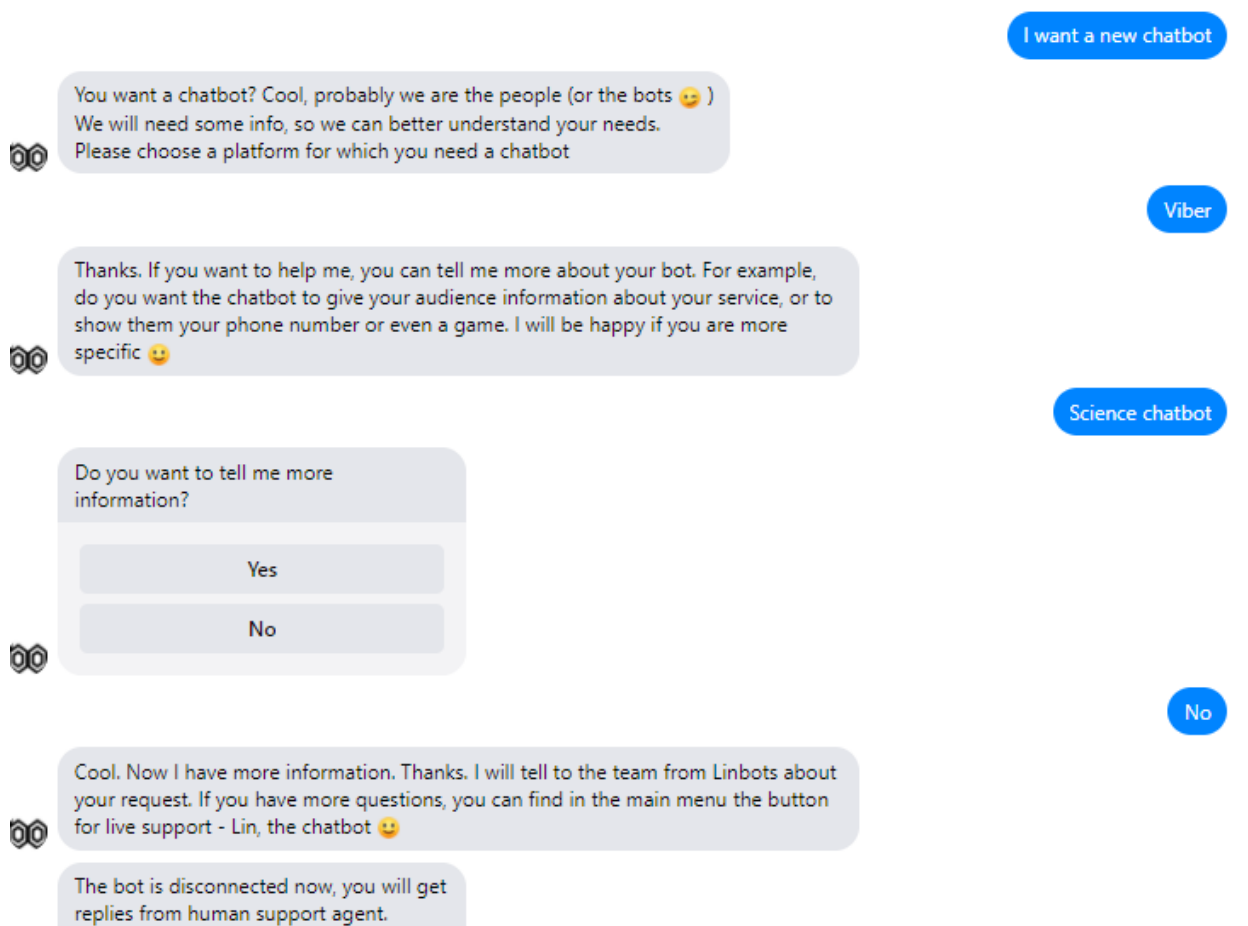 I want a new chatbot
You want a chatbot? Cool, probably we are the people (or the bots 😜 )
We will need some info, so we can better understand your needs.
Please choose a platform for which you need a chatbot
Viber
Thanks. If you want to help me, you can tell me more about your bot. For example,
do you want the chatbot to give your audience information about your service, or to
show them your phone number or even a game. I will be happy if you are more
specific 🙂
Science chatbot
Do you want to tell me more
information?
Yes
No
No
Cool. Now I have more information. Thanks. I will tell to the team from Linbots about
your request. If you have more questions, you can find in the main menu the button
for live support - Lin, the chatbot 🙂
The bot is disconnected now, you will get
replies from human support agent.